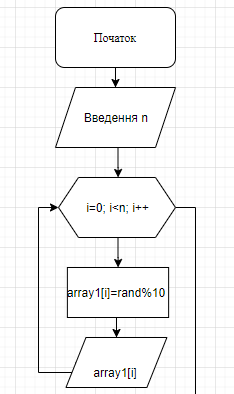 Початок
Введення n
i=0; i<n; i++
array1[i]=rand%10
array1[i]